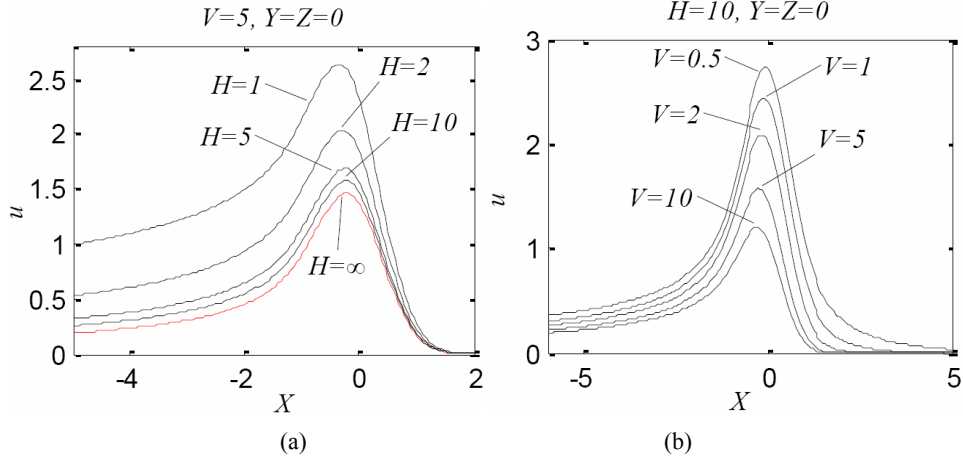 V=5, Y=Z=0
2.5
2
1.5
1
0.5
0
-4
-2
0
2
u
X
H=1
H=2
H=5
H=10
H=∞
(a)
H=10, Y=Z=0
3
2
1
0
-5
0
5
u
X
V=0.5
V=1
V=2
V=5
V=10
(b)